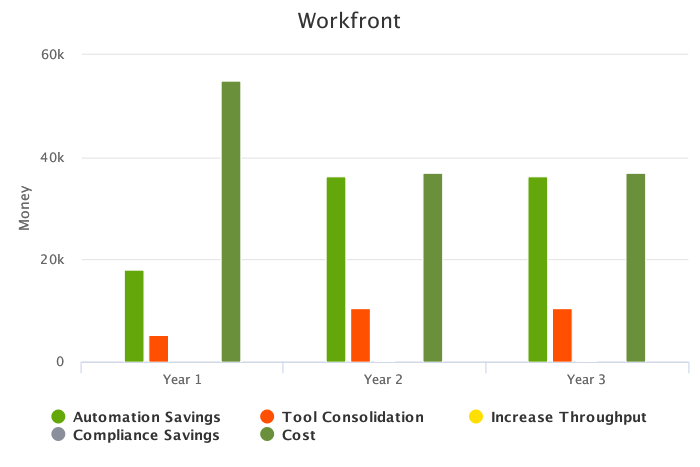 Workfront
60k
40k
20k
0
Money
Year 1
Year 2
Year 3
Automation Savings
Tool Consolidation
Increase Throughput
Compliance Savings
Cost